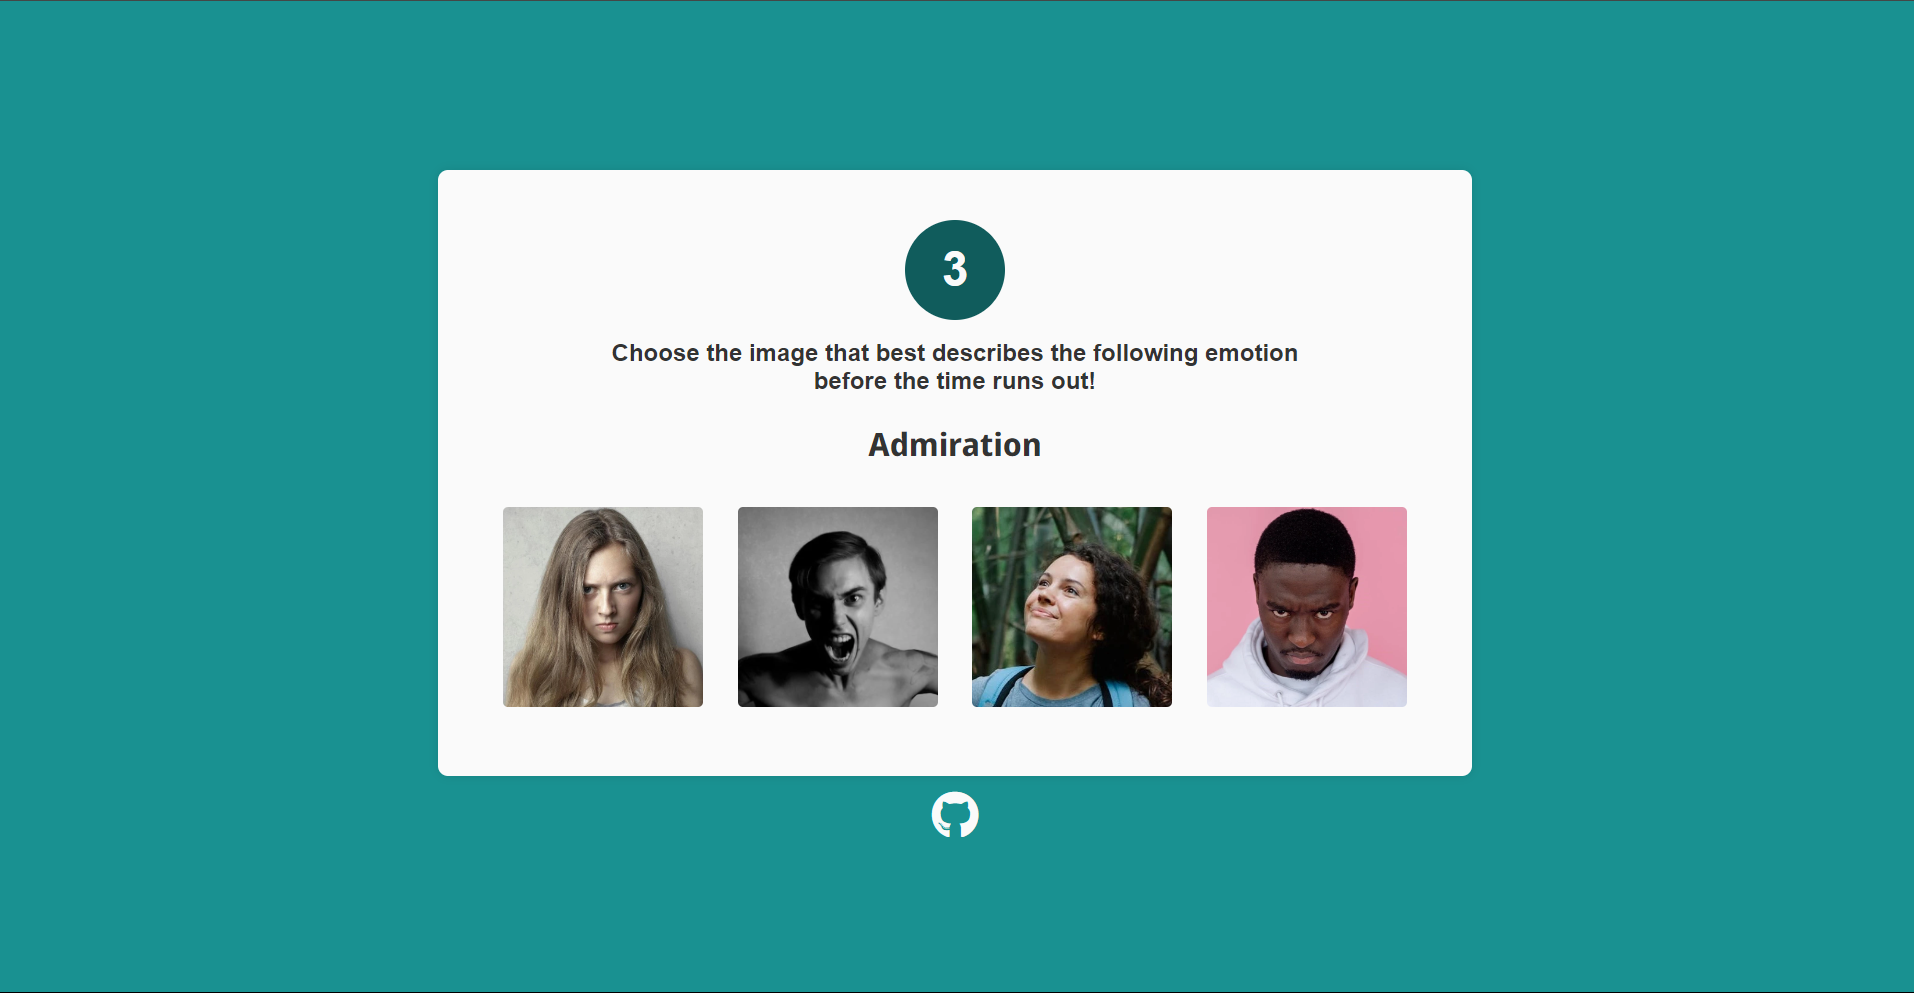 3
Choose the image that best describes the following emotion
before the time runs out!
Admiration